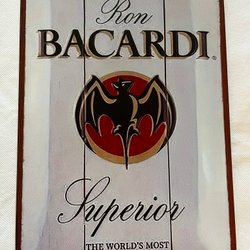 Ron
BACARDI®
Superior
THE WORLD'S MOST